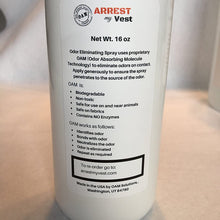 OAM
ARREST
my Vest
Net Wt. 16 oz
Odor Eliminating Spray uses proprietary
OAM (Odor Absorbing Molecule
Technology) to eliminate odors on contact.
Apply generously to ensure the spray
penetrates to the source of the odor.
OAM is:
• Biodegradable
• Non-toxic
• Safe for use on and near animals
• Safe on fabrics
• Contains NO Enzymes
OAM works as follows:
• Identifies odor
• Bonds with odor
• Neutralizes the odor
• Odor is eliminated
• Repeat as required
To re-order go to:
arrestmyvest.com
Made in the USA by OAM Solutions,
Washington, UT 84780